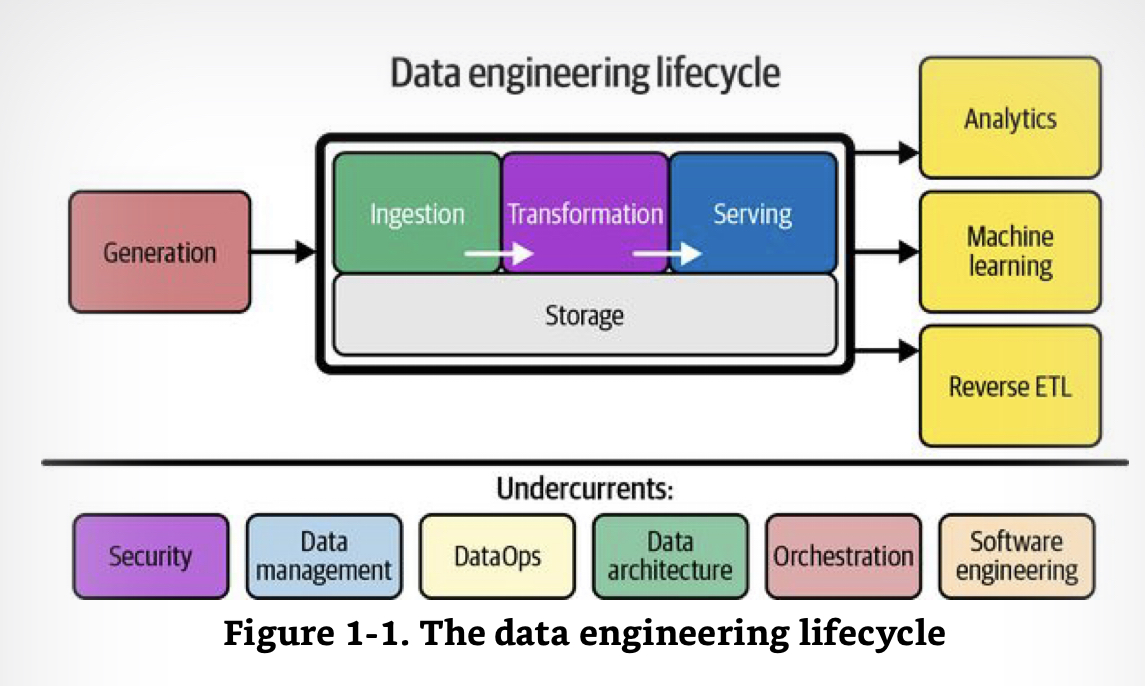 Data engineering lifecycle
Generation
Ingestion
Transformation
Serving
Storage
Analytics
Machine
learning
Reverse ETL
Undercurrents:
Security
Data
management
DataOps
Data
architecture
Orchestration
Software
engineering
Figure 1-1. The data engineering lifecycle